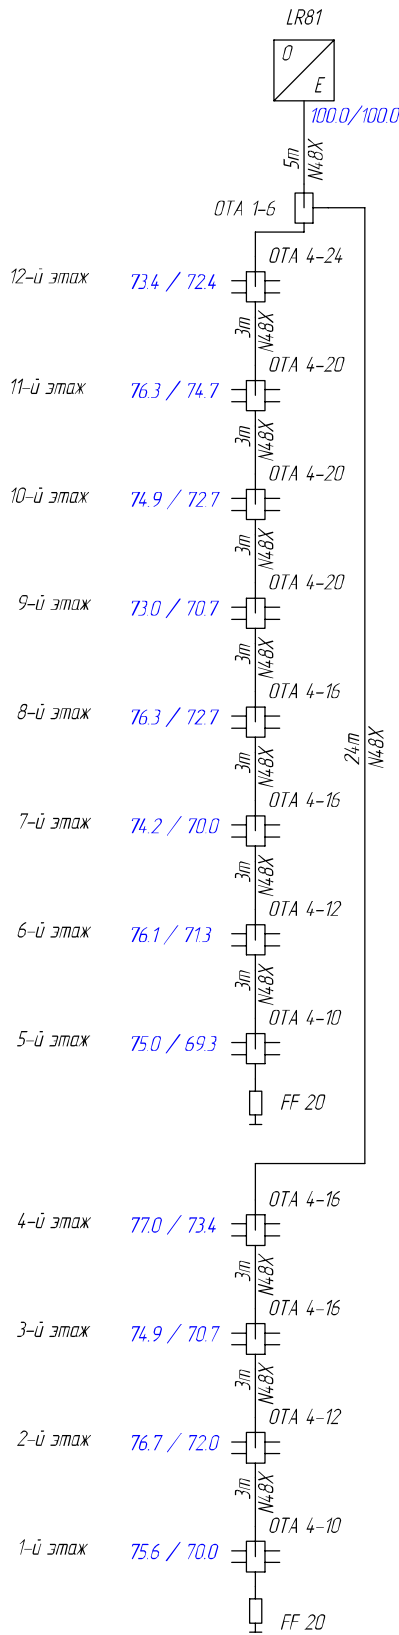 LR81
O
E
100.0/100.0
5m
N48X
OTA 1-6
OTA 4-24
12-й этаж
73.4 / 72.4
3m
N48X
OTA 4-20
11-й этаж
76.3 / 74.7
3m
N48X
OTA 4-20
10-й этаж
74.9 / 72.7
3m
N48X
OTA 4-20
9-й этаж
73.0 / 70.7
3m
N48X
OTA 4-16
8-й этаж
76.3 / 72.7
24m
N48X
3m
N48X
OTA 4-16
7-й этаж
74.2 / 70.0
3m
N48X
OTA 4-12
6-й этаж
76.1 / 71.3
3m
N48X
OTA 4-10
5-й этаж
75.0 / 69.3
FF 20
OTA 4-16
4-й этаж
77.0 / 73.4
3m
N48X
OTA 4-16
3-й этаж
74.9 / 70.7
3m
N48X
OTA 4-12
2-й этаж
76.7 / 72.0
3m
N48X
OTA 4-10
1-й этаж
75.6 / 70.0
FF 20